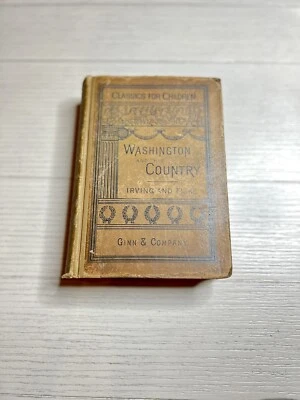 CLASSICS FOR CHILDREN
WASHINGTON
COUNTRY
IRVING AND FISKE
GINN & COMPANY